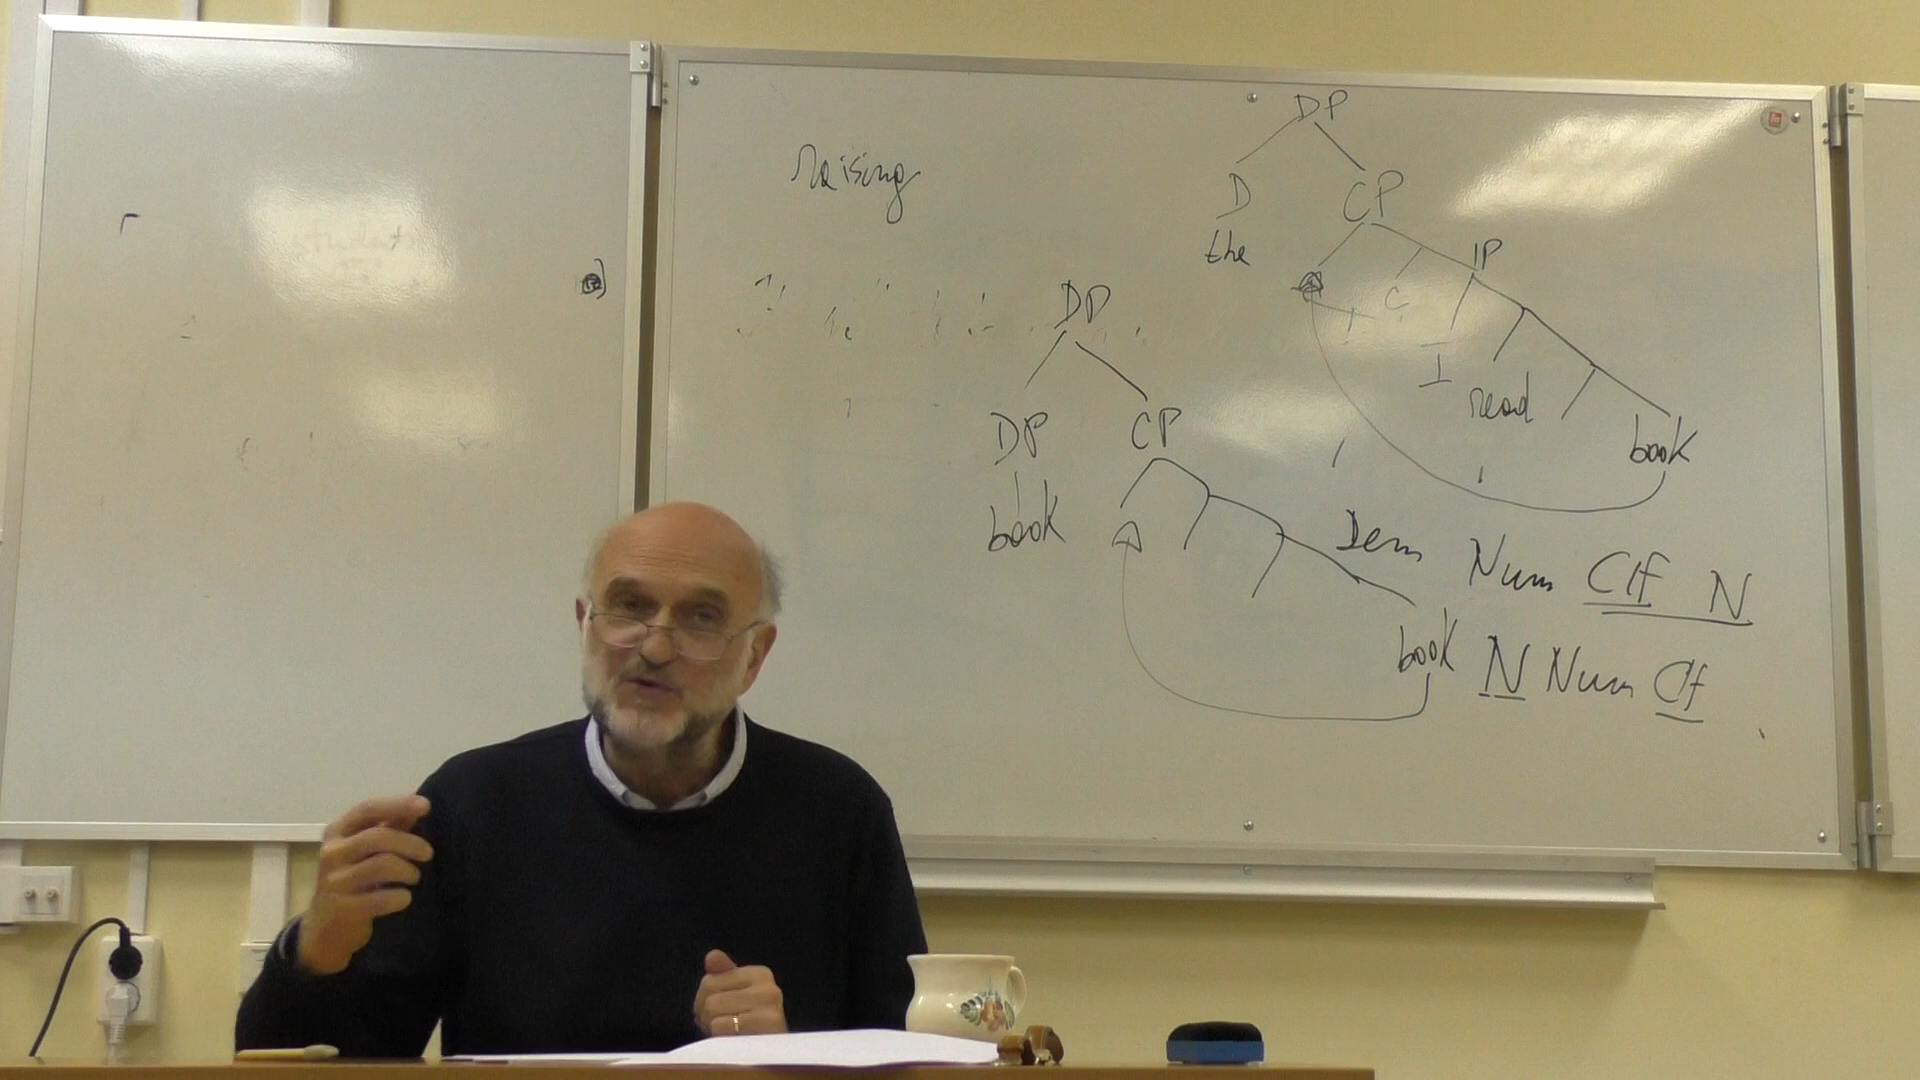 raising
DP
D CP
the IP
C
I
read
book
DP
DP CP
book
book
Dem Num Clf N
N Num Clf